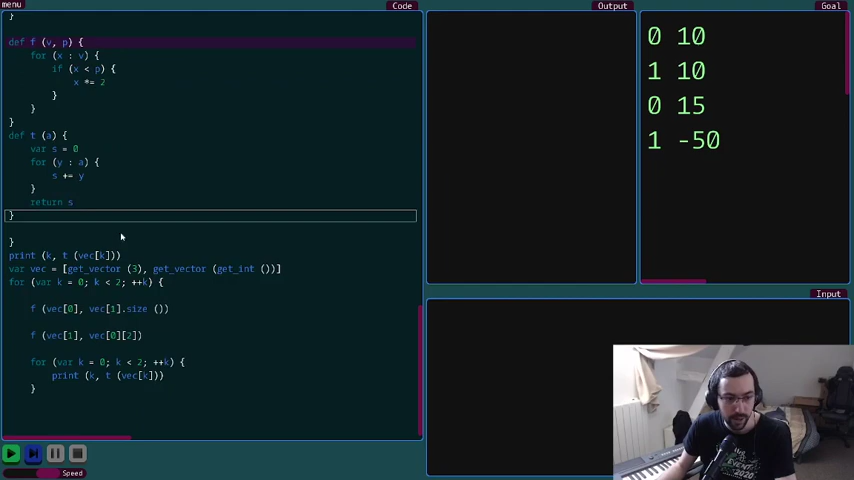 menu
Code
Output
Goal
}
def f (v, p) {
for (x : v) {
if (x < p) {
x *= 2
}
}
}
def t (a) {
var s = 0
for (y : a) {
s += y
}
return s
}
}
print (k, t (vec[k]))
var vec = [get_vector (3), get_vector (get_int ())]
for (var k = 0; k < 2; ++k) {
f (vec[0], vec[1].size ())
f (vec[1], vec[0][2])
for (var k = 0; k < 2; ++k) {
print (k, t (vec[k]))
}
0 10
1 10
0 15
1 -50
Input
Speed
EVENT
2020